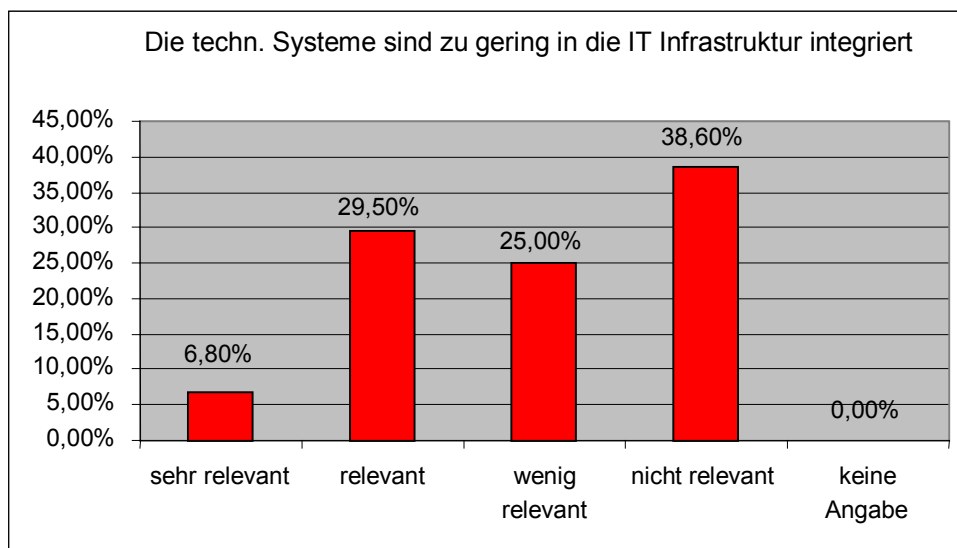 Die techn. Systeme sind zu gering in die IT Infrastruktur integriert
45,00%
40,00%
35,00%
30,00%
25,00%
20,00%
15,00%
10,00%
5,00%
0,00%
6,80%
29,50%
25,00%
38,60%
0,00%
sehr relevant
relevant
wenig
relevant
nicht relevant
keine
Angabe